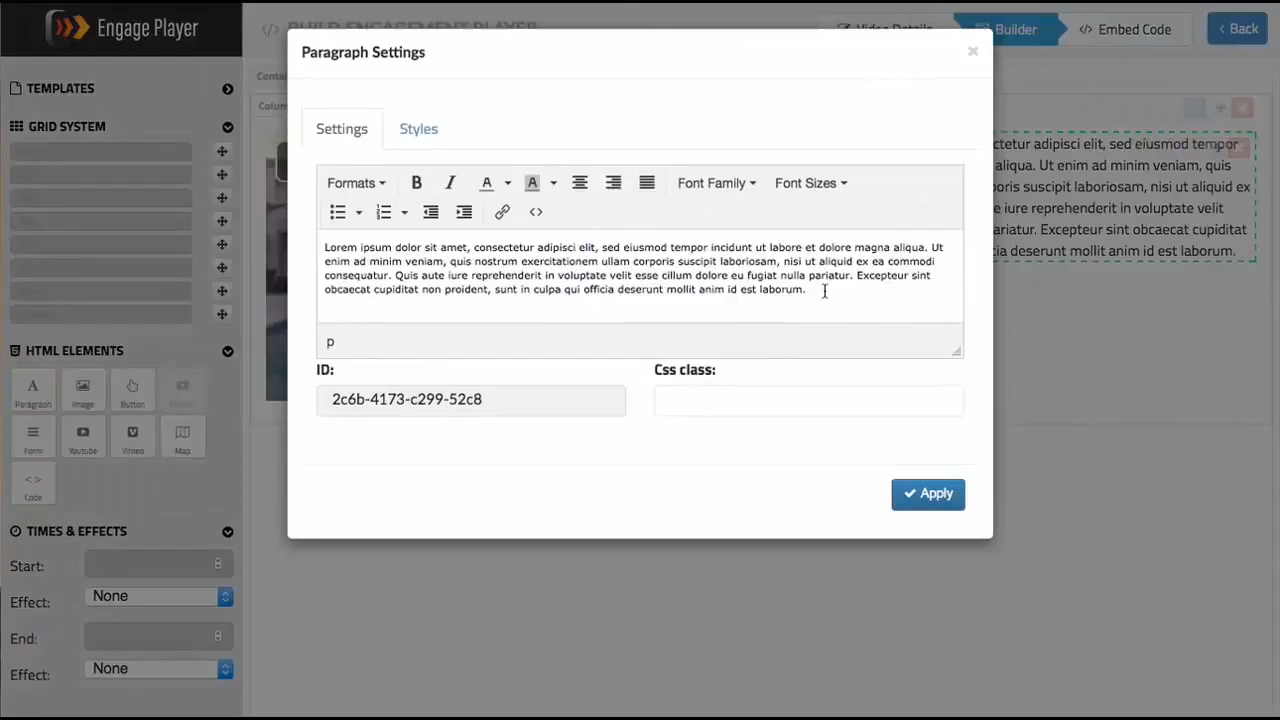 Engage Player
BUILD ENGAGEMENT PLAYER
Video Details
Builder
</> Embed Code
< Back
TEMPLATES
GRID SYSTEM
HTML ELEMENTS
Paragraph
Image
Button
Form
Youtube
Vimeo
Map
Code
TIMES & EFFECTS
Start:
Effect:
None
End:
Effect:
None
Paragraph Settings
×
Settings
Styles
Formats
B
I
A
A
Font Family
Font Sizes
Lorem ipsum dolor sit amet, consectetur adipisci elit, sed eiusmod tempor incidunt ut labore et dolore magna aliqua. Ut
enim ad minim veniam, quis nostrum exercitationem ullam corporis suscipit laboriosam, nisi ut aliquid ex ea commodi
consequatur. Quis aute iure reprehenderit in voluptate velit esse cillum dolore eu fugiat nulla pariatur. Excepteur sint
obcaecat cupiditat non proident, sunt in culpa qui officia deserunt mollit anim id est laborum.
p
ID:
2c6b-4173-c299-52c8
Css class:
Apply
adipisci elit, sed eiusmod tempor
aliqua. Ut enim ad minim veniam, quis
suscipit laboriosam, nisi ut aliquid ex
iure reprehenderit in voluptate velit
Excepteur sint obcaecat cupiditat
deserunt mollit anim id est laborum.